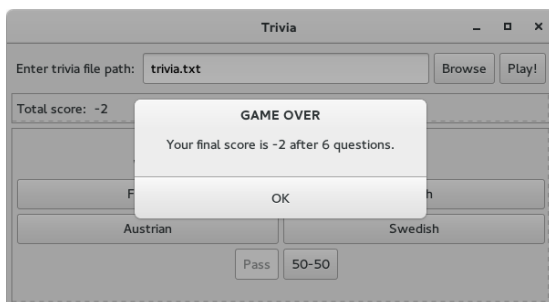 Trivia
Enter trivia file path: trivia.txt Browse Play!
Total score: -2
GAME OVER
Your final score is -2 after 6 questions.
OK
Austrian Swedish
Pass 50-50